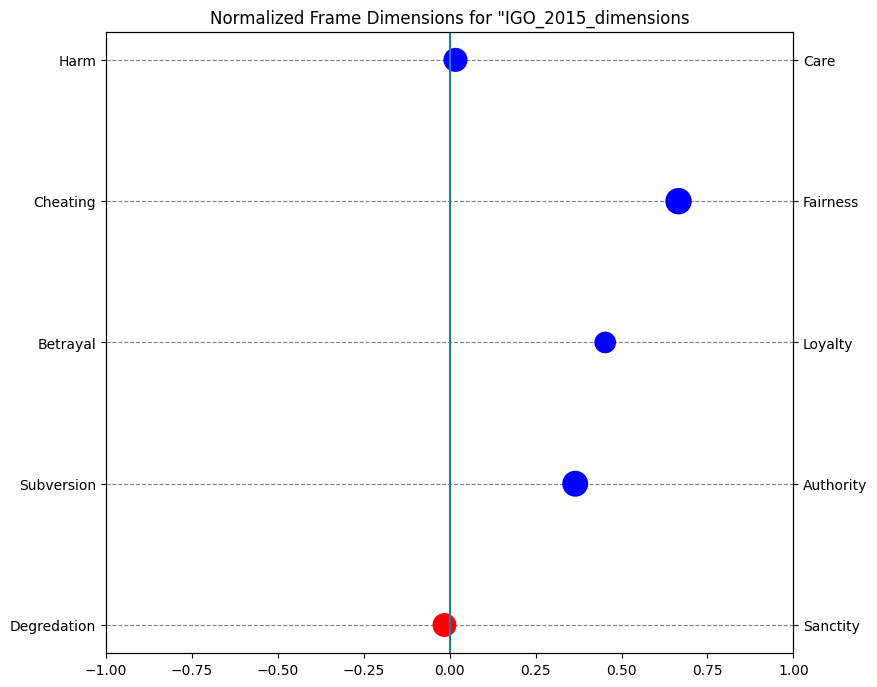 Normalized Frame Dimensions for "IGO_2015_dimensions
Harm Care
Cheating Fairness
Betrayal Loyalty
Subversion Authority
Degredation Sanctity
−1.00 −0.75 −0.50 −0.25 0.00 0.25 0.50 0.75 1.00